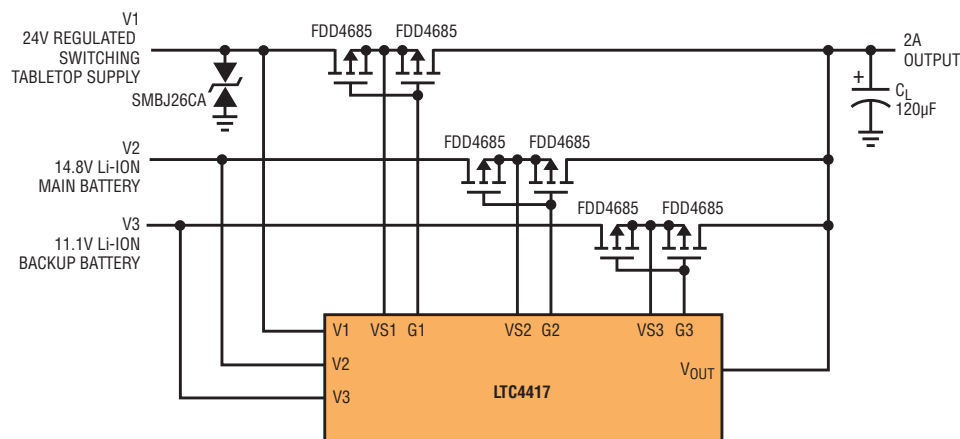 V1
24V REGULATED
SWITCHING
TABLETOP SUPPLY
SMBJ26CA
FDD4685 FDD4685
2A
OUTPUT
+
CL
120µF
V2
14.8V Li-ION
MAIN BATTERY
FDD4685 FDD4685
V3
11.1V Li-ION
BACKUP BATTERY
FDD4685 FDD4685
V1 VS1 G1 VS2 G2 VS3 G3
V2
VOUT
V3
LTC4417